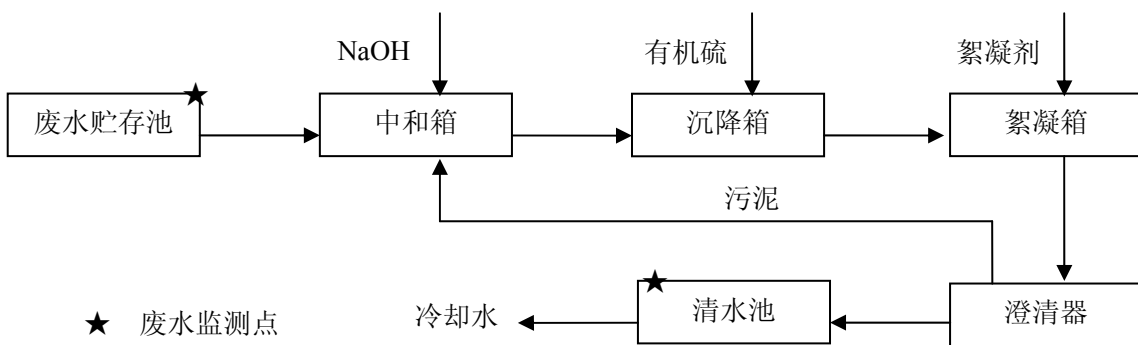 NaOH
有机硫
絮凝剂
废水贮存池
中和箱
沉降箱
絮凝箱
污泥
★ 废水监测点
冷却水
清水池
澄清器